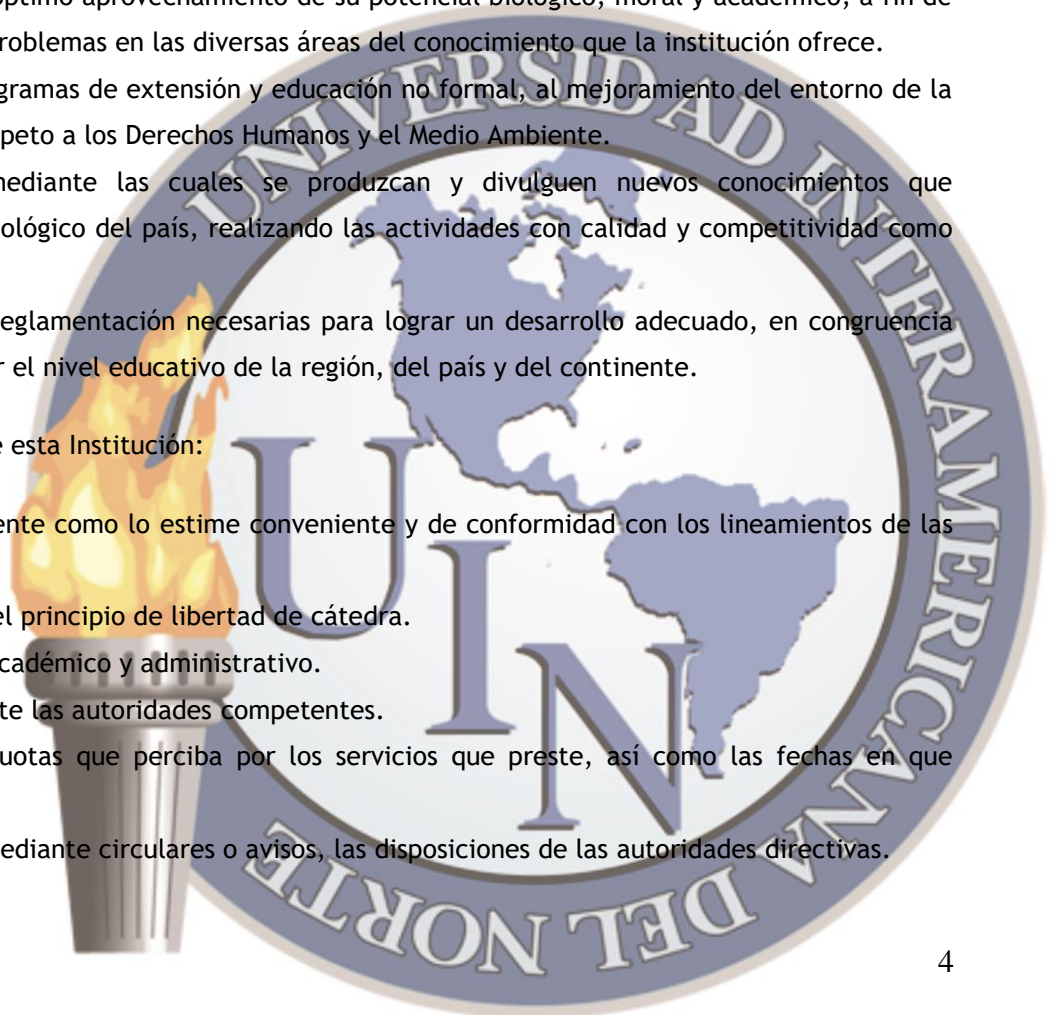 óptimo aprovechamiento de su potencial biológico, moral y académico, a fin de
roblemas en las diversas áreas del conocimiento que la institución ofrece.
gramas de extensión y educación no formal, al mejoramiento del entorno de la
peto a los Derechos Humanos y el Medio Ambiente.
mediante las cuales se produzcan y divulguen nuevos conocimientos que
ológico del país, realizando las actividades con calidad y competitividad como
eglamentación necesarias para lograr un desarrollo adecuado, en congruencia
r el nivel educativo de la región, del país y del continente.
e esta Institución:
ente como lo estime conveniente y de conformidad con los lineamientos de las
el principio de libertad de cátedra.
cadémico y administrativo.
te las autoridades competentes.
uotas que perciba por los servicios que preste, así como las fechas en que
ediante circulares o avisos, las disposiciones de las autoridades directivas.
UNIVERSIDAD INTERAMERICANA DEL NORTE
UIN
4